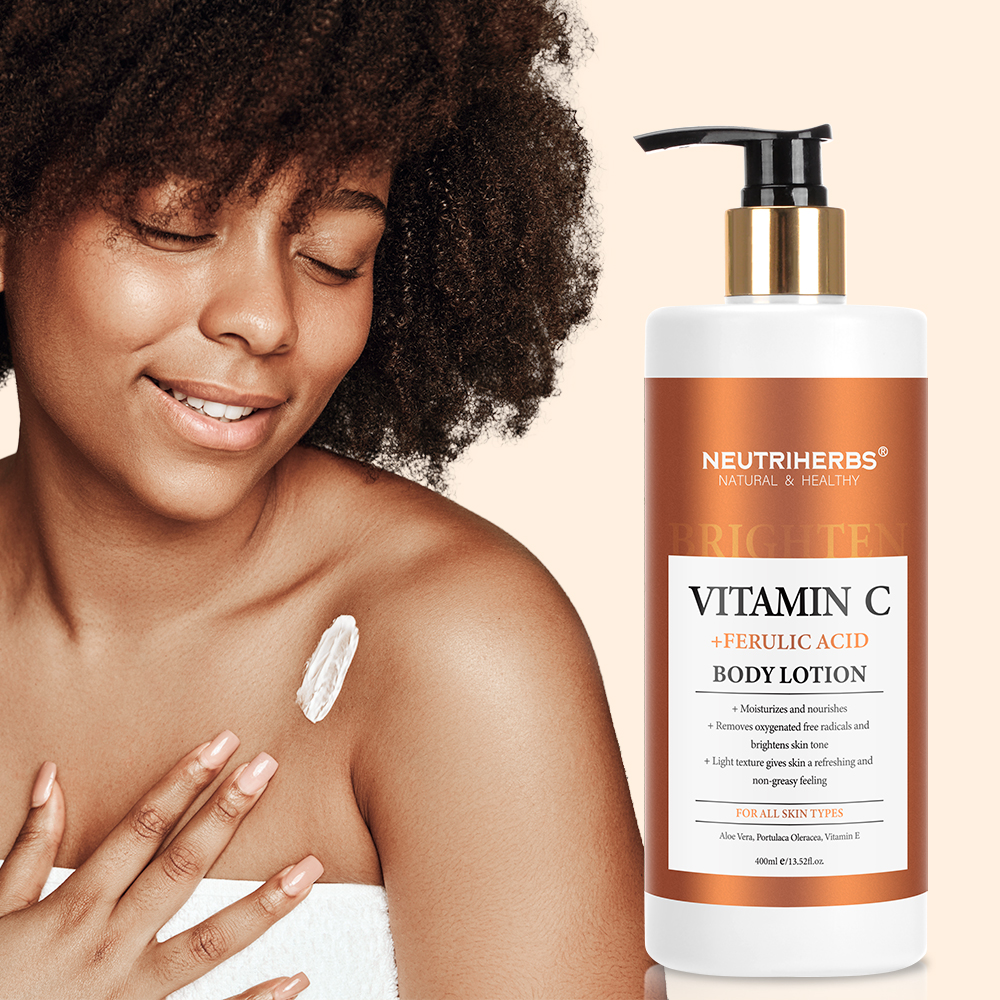 NEUTRIHERBS®
NATURAL & HEALTHY
BRIGHTEN
VITAMIN C
+FERULIC ACID
BODY LOTION
+ Moisturizes and nourishes
+ Removes oxygenated free radicals and
brightens skin tone
+ Light texture gives skin a refreshing and
non-greasy feeling
FOR ALL SKIN TYPES
Aloe Vera, Portulaca Oleracea, Vitamin E
400ml e/13.52fl.oz.